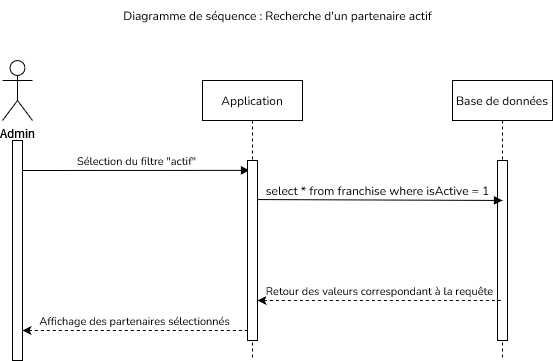 Diagramme de séquence : Recherche d'un partenaire actif
Application
Base de données
Admin
Sélection du filtre "actif"
select * from franchise where isActive = 1
Retour des valeurs correspondant à la requête
Affichage des partenaires sélectionnés